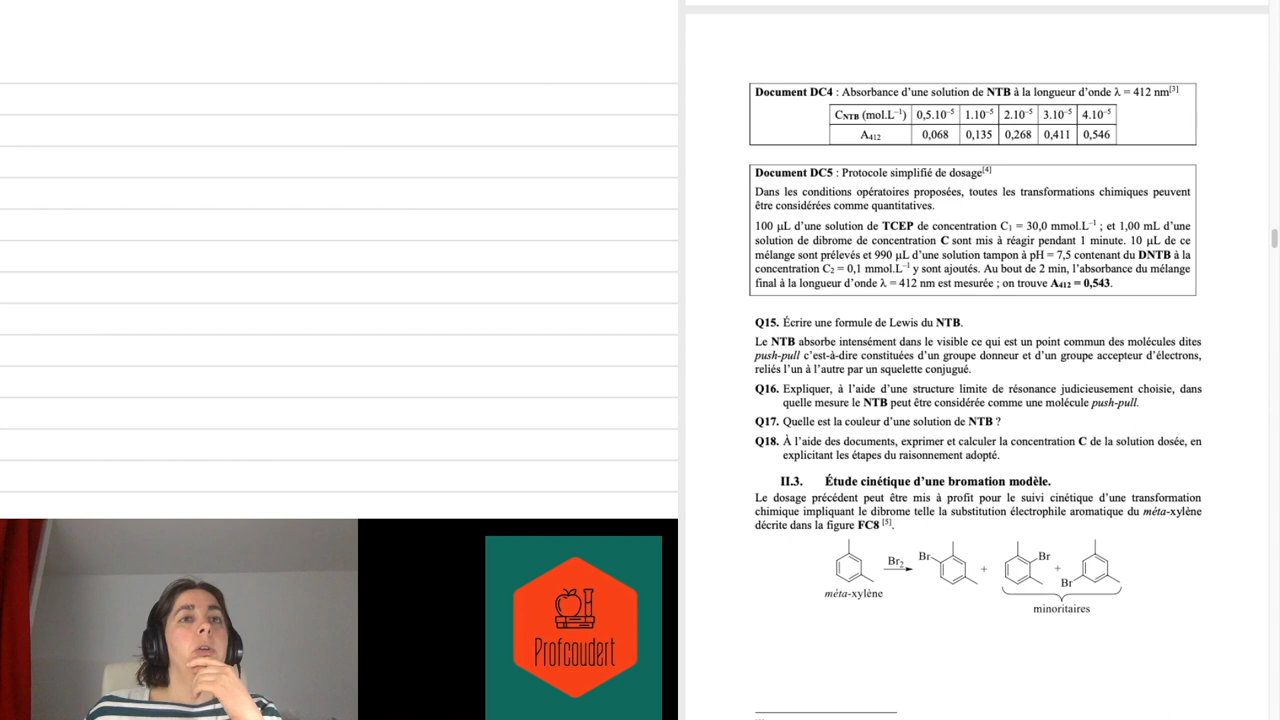 Document DC4 : Absorbance d'une solution de NTB à la longueur d'onde λ = 412 nm[3]
CNTB (mol.L⁻¹) 0,5.10⁻⁵ 1.10⁻⁵ 2.10⁻⁵ 3.10⁻⁵ 4.10⁻⁵
A412 0,068 0,135 0,268 0,411 0,546
Document DC5 : Protocole simplifié de dosage[4]
Dans les conditions opératoires proposées, toutes les transformations chimiques peuvent
être considérées comme quantitatives.
100 µL d'une solution de TCEP de concentration C₁ = 30,0 mmol.L⁻¹ ; et 1,00 mL d'une
solution de dibrome de concentration C sont mis à réagir pendant 1 minute. 10 µL de ce
mélange sont prélevés et 990 µL d'une solution tampon à pH = 7,5 contenant du DNTB à la
concentration C₂ = 0,1 mmol.L⁻¹ y sont ajoutés. Au bout de 2 min, l'absorbance du mélange
final à la longueur d'onde λ = 412 nm est mesurée ; on trouve A412 = 0,543.
Q15. Écrire une formule de Lewis du NTB.
Le NTB absorbe intensément dans le visible ce qui est un point commun des molécules dites
push-pull c'est-à-dire constituées d'un groupe donneur et d'un groupe accepteur d'électrons,
reliés l'un à l'autre par un squelette conjugué.
Q16. Expliquer, à l'aide d'une structure limite de résonance judicieusement choisie, dans
quelle mesure le NTB peut être considérée comme une molécule push-pull.
Q17. Quelle est la couleur d'une solution de NTB ?
Q18. À l'aide des documents, exprimer et calculer la concentration C de la solution dosée, en
explicitant les étapes du raisonnement adopté.
II.3. Étude cinétique d'une bromation modèle.
Le dosage précédent peut être mis à profit pour le suivi cinétique d'une transformation
chimique impliquant le dibrome telle la substitution électrophile aromatique du méta-xylène
décrite dans la figure FC8 [5].
Br₂ Br + Br + Br
méta-xylène
minoritaires
Profcoudert